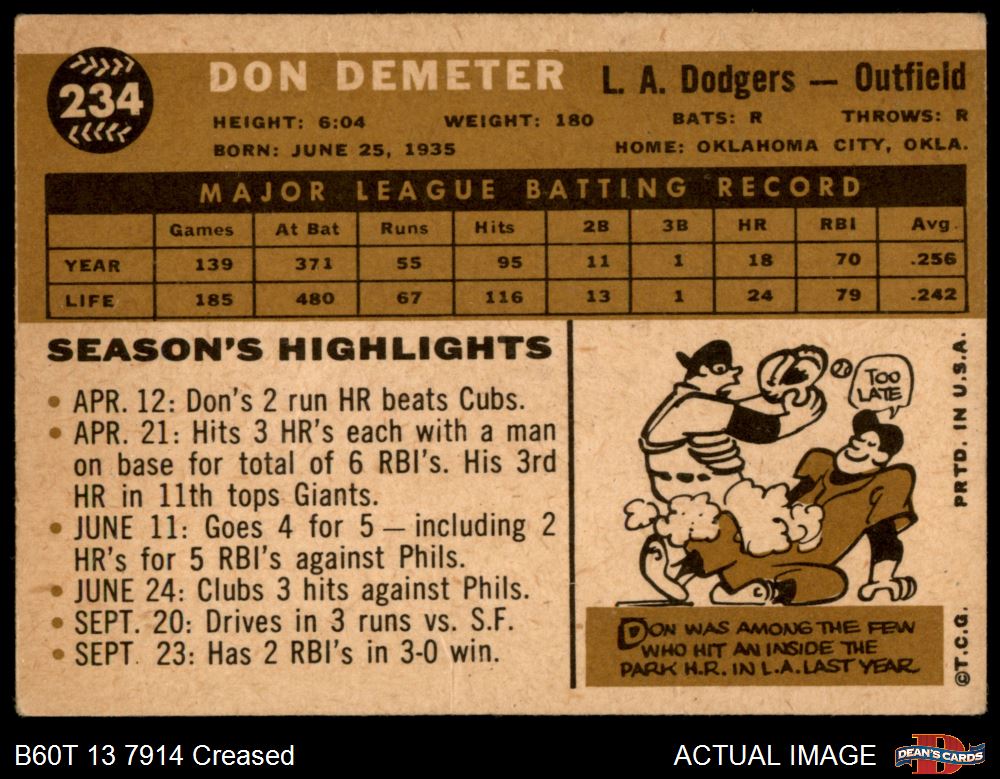 234
DON DEMETER
L. A. Dodgers — Outfield
HEIGHT: 6:04 WEIGHT: 180 BATS: R THROWS: R
BORN: JUNE 25, 1935 HOME: OKLAHOMA CITY, OKLA.
MAJOR LEAGUE BATTING RECORD
Games At Bat Runs Hits 2B 3B HR RBI Avg.
YEAR 139 371 55 95 11 1 18 70 .256
LIFE 185 480 67 116 13 1 24 79 .242
SEASON'S HIGHLIGHTS
• APR. 12: Don's 2 run HR beats Cubs.
• APR. 21: Hits 3 HR's each with a man
on base for total of 6 RBI's. His 3rd
HR in 11th tops Giants.
• JUNE 11: Goes 4 for 5 — including 2
HR's for 5 RBI's against Phils.
• JUNE 24: Clubs 3 hits against Phils.
• SEPT. 20: Drives in 3 runs vs. S.F.
• SEPT. 23: Has 2 RBI's in 3-0 win.
TOO
LATE
DON WAS AMONG THE FEW
WHO HIT AN INSIDE THE
PARK H.R. IN L.A. LAST YEAR.
©T.C.G. PRTD. IN U.S.A.
B60T 13 7914 Creased
ACTUAL IMAGE
DEAN'S CARDS